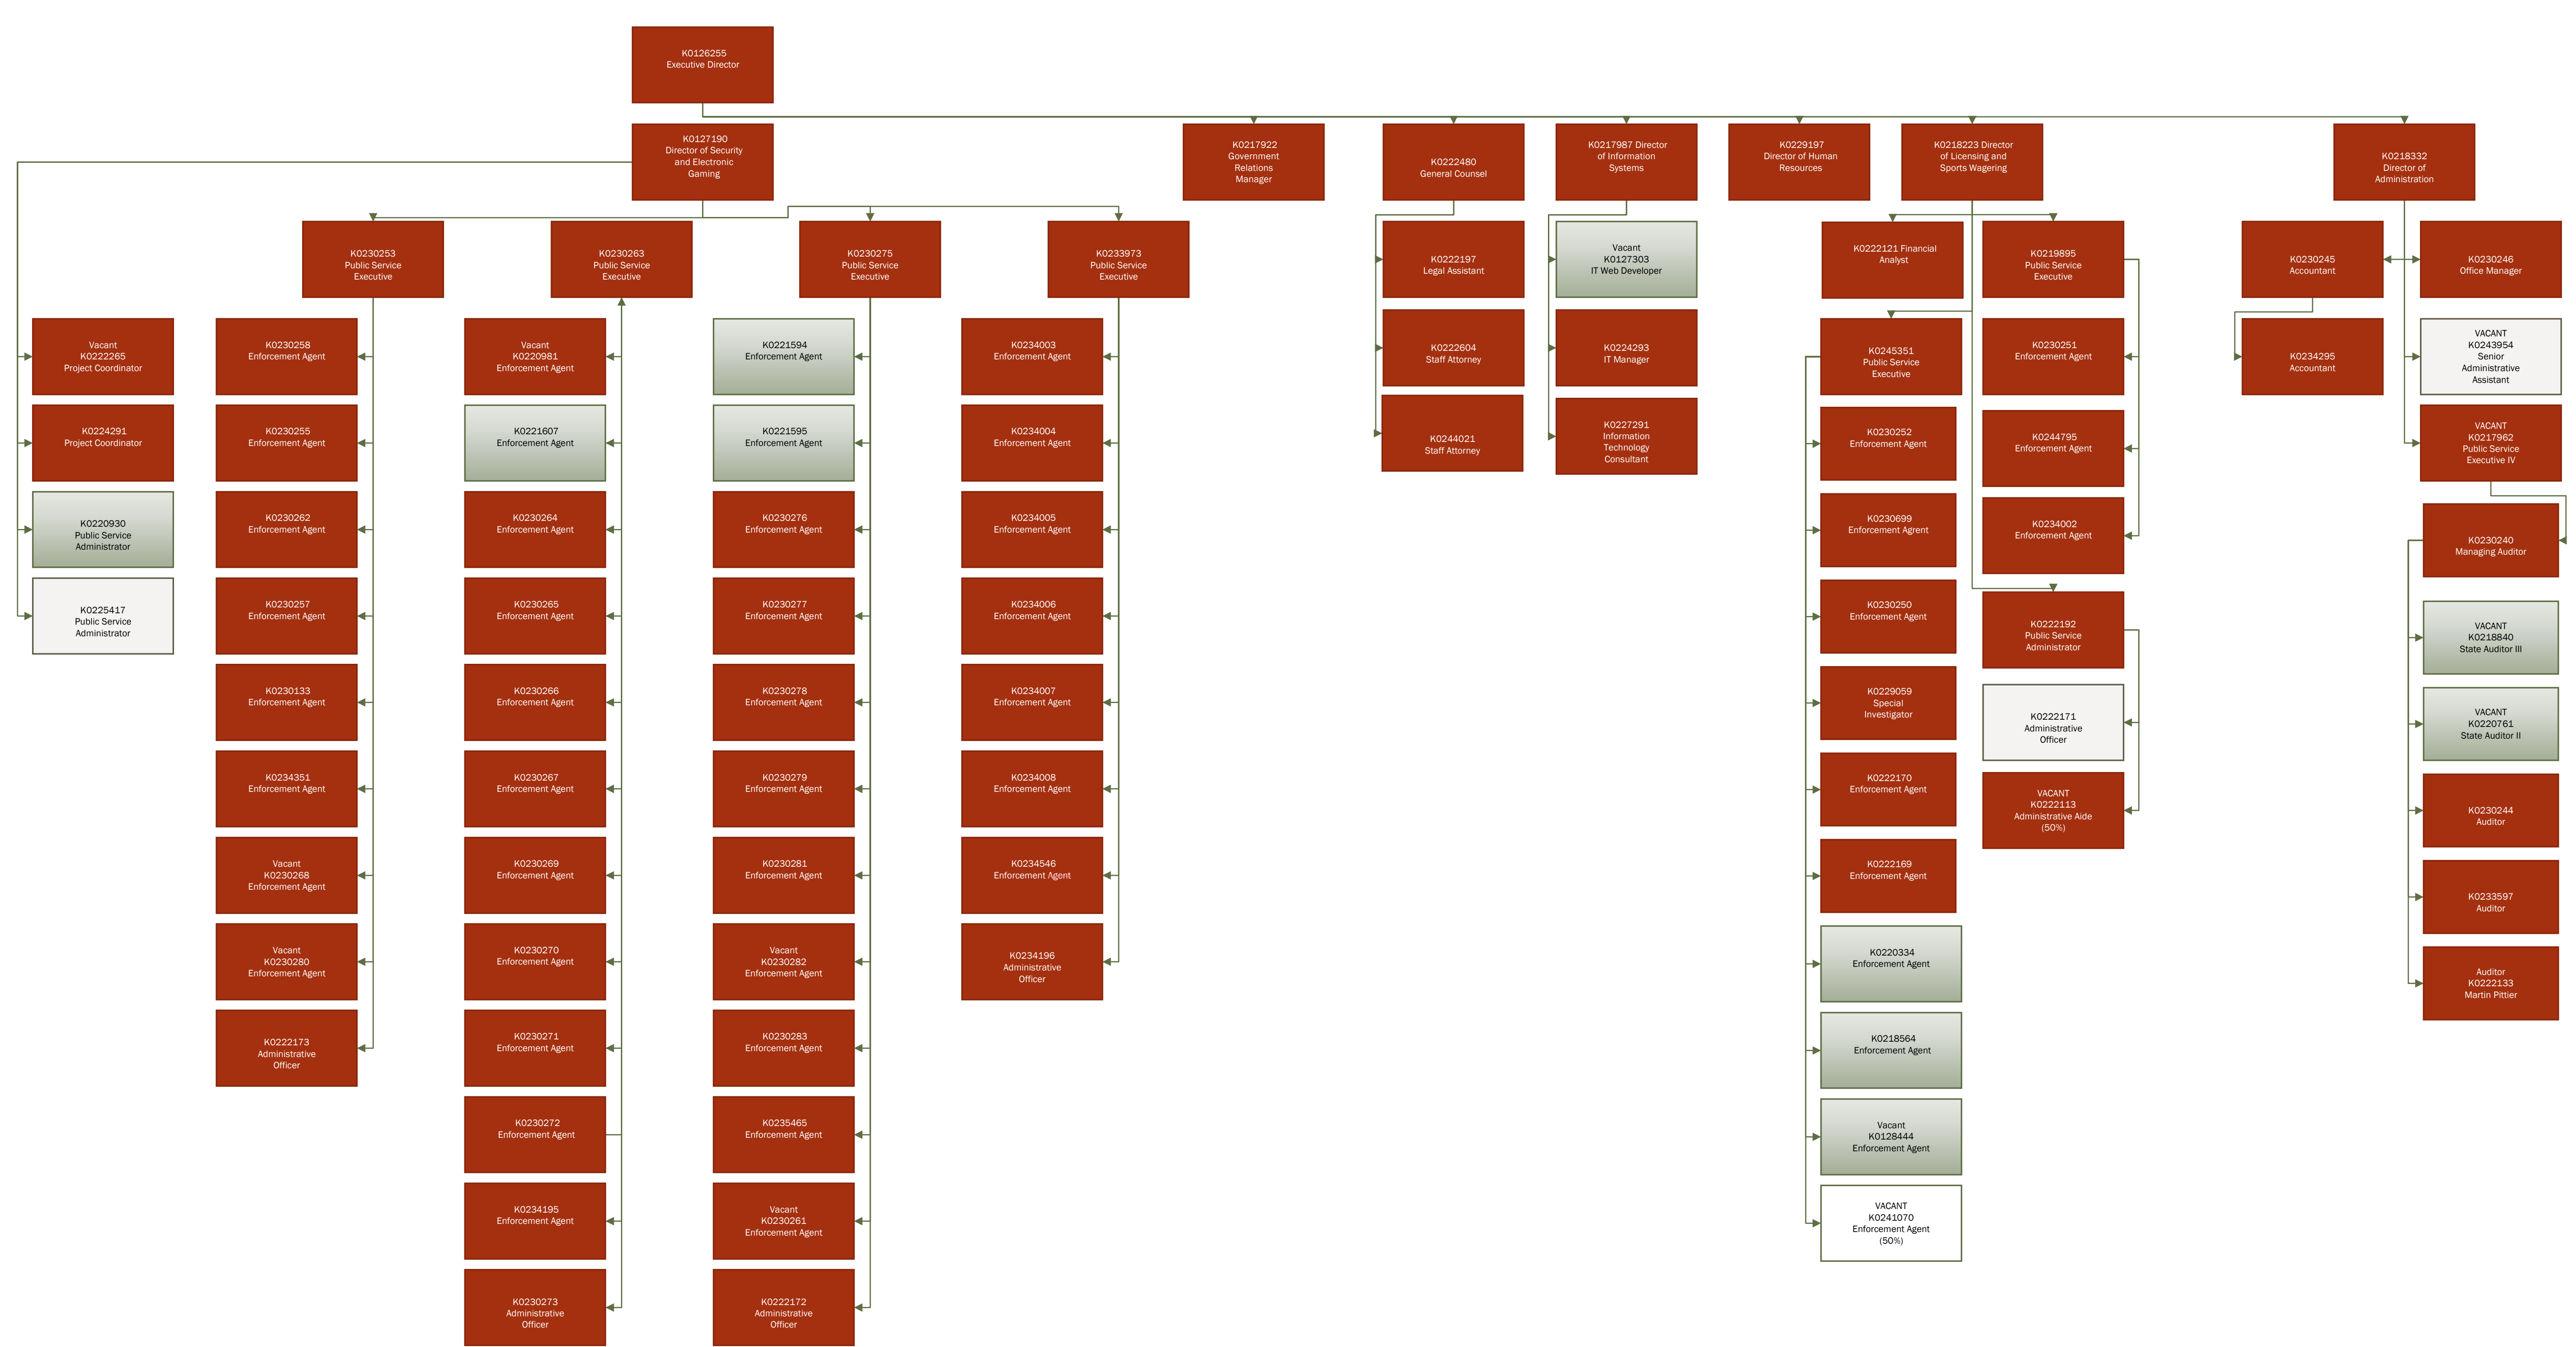 K0126255
Executive Director
K0127190
Director of Security
and Electronic
Gaming
K0217922
Government
Relations
Manager
K0222480
General Counsel
K0217987 Director
of Information
Systems
K0229197
Director of Human
Resources
K0218223 Director
of Licensing and
Sports Wagering
K0218332
Director of
Administration
K0230253
Public Service
Executive
K0230263
Public Service
Executive
K0230275
Public Service
Executive
K0233973
Public Service
Executive
Vacant
K0222265
Project Coordinator
K0224291
Project Coordinator
K0220930
Public Service
Administrator
K0225417
Public Service
Administrator
K0230258
Enforcement Agent
K0230255
Enforcement Agent
K0230262
Enforcement Agent
K0230257
Enforcement Agent
K0230133
Enforcement Agent
K0234351
Enforcement Agent
Vacant
K0230268
Enforcement Agent
Vacant
K0230280
Enforcement Agent
K0222173
Administrative
Officer
Vacant
K0220981
Enforcement Agent
K0221607
Enforcement Agent
K0230264
Enforcement Agent
K0230265
Enforcement Agent
K0230266
Enforcement Agent
K0230267
Enforcement Agent
K0230269
Enforcement Agent
K0230270
Enforcement Agent
K0230271
Enforcement Agent
K0230272
Enforcement Agent
K0234195
Enforcement Agent
K0230273
Administrative
Officer
K0221594
Enforcement Agent
K0221595
Enforcement Agent
K0230276
Enforcement Agent
K0230277
Enforcement Agent
K0230278
Enforcement Agent
K0230279
Enforcement Agent
K0230281
Enforcement Agent
Vacant
K0230282
Enforcement Agent
K0230283
Enforcement Agent
K0235465
Enforcement Agent
Vacant
K0230261
Enforcement Agent
K0222172
Administrative
Officer
K0234003
Enforcement Agent
K0234004
Enforcement Agent
K0234005
Enforcement Agent
K0234006
Enforcement Agent
K0234007
Enforcement Agent
K0234008
Enforcement Agent
K0234546
Enforcement Agent
K0234196
Administrative
Officer
K0222197
Legal Assistant
K0222604
Staff Attorney
K0244021
Staff Attorney
Vacant
K0127303
IT Web Developer
K0224293
IT Manager
K0227291
Information
Technology
Consultant
K0222121 Financial
Analyst
K0219895
Public Service
Executive
K0245351
Public Service
Executive
K0230252
Enforcement Agent
K0230699
Enforcement Agrent
K0230250
Enforcement Agent
K0229059
Special
Investigator
K0222170
Enforcement Agent
K0222169
Enforcement Agent
K0220334
Enforcement Agent
K0218564
Enforcement Agent
Vacant
K0128444
Enforcement Agent
VACANT
K0241070
Enforcement Agent
(50%)
K0230251
Enforcement Agent
K0244795
Enforcement Agent
K0234002
Enforcement Agent
K0222192
Public Service
Administrator
K0222171
Administrative
Officer
VACANT
K0222113
Administrative Aide
(50%)
K0230245
Accountant
K0234295
Accountant
K0230246
Office Manager
VACANT
K0243954
Senior
Administrative
Assistant
VACANT
K0217962
Public Service
Executive IV
K0230240
Managing Auditor
VACANT
K0218840
State Auditor III
VACANT
K0220761
State Auditor II
K0230244
Auditor
K0233597
Auditor
Auditor
K0222133
Martin Pittier